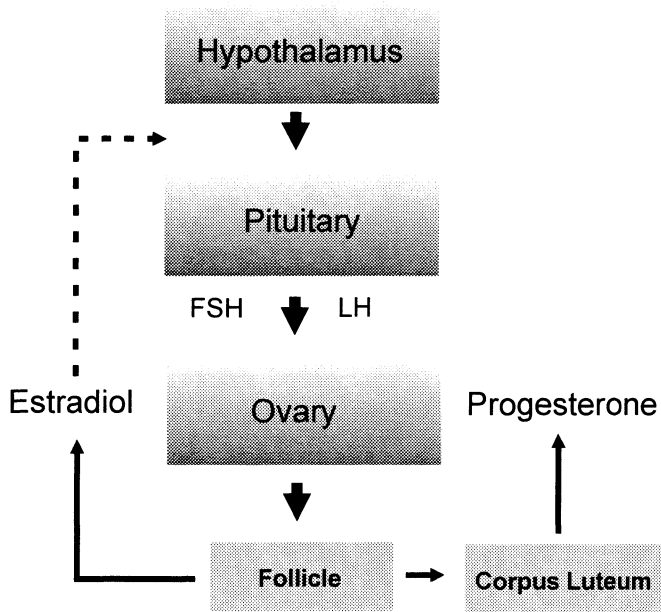 Hypothalamus
Pituitary
FSH LH
Estradiol Ovary Progesterone
Follicle Corpus Luteum